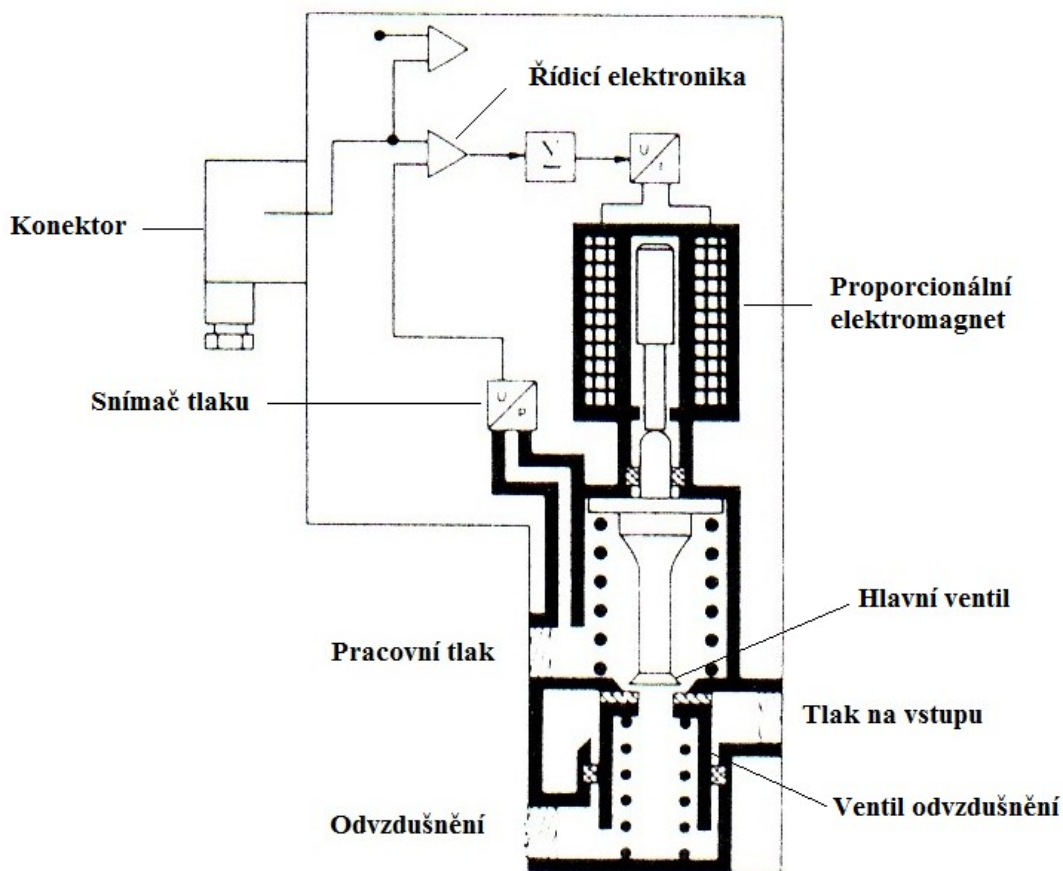 Řídicí elektronika
Σ
U
I
Konektor
Proporcionální
elektromagnet
Snímač tlaku
U
P
Hlavní ventil
Pracovní tlak
Tlak na vstupu
Ventil odvzdušnění
Odvzdušnění